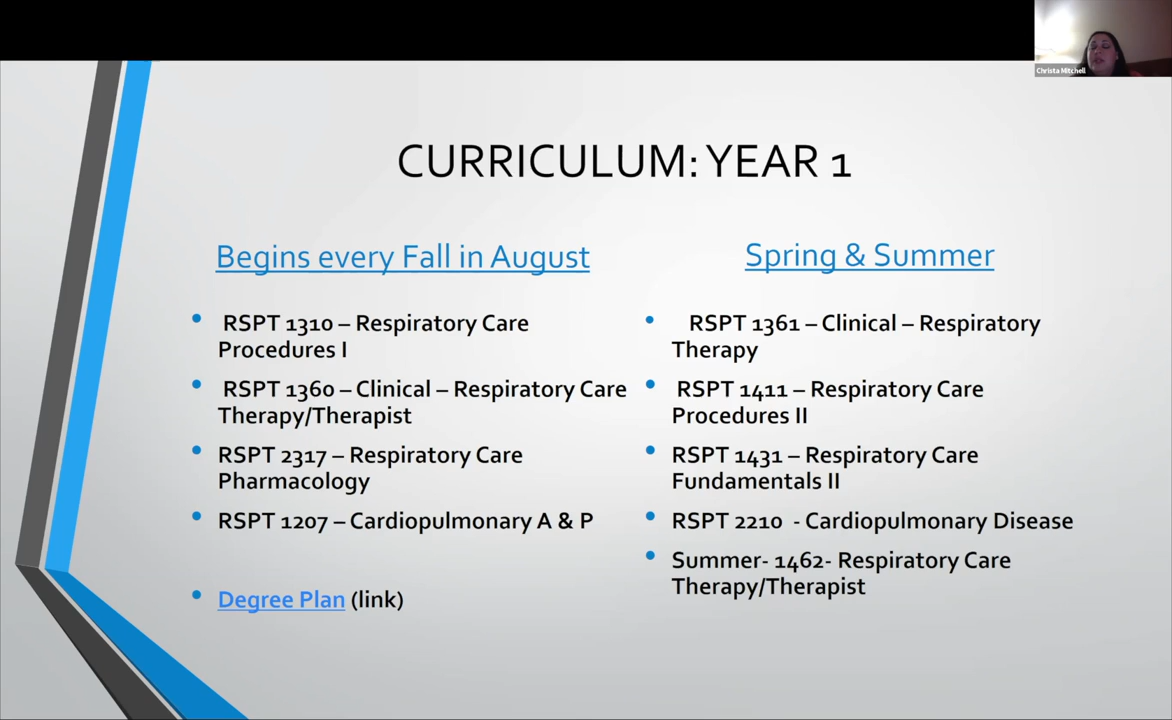 Christa Mitchell
CURRICULUM: YEAR 1
Begins every Fall in August
RSPT 1310 – Respiratory Care
Procedures I
RSPT 1360 – Clinical – Respiratory Care
Therapy/Therapist
RSPT 2317 – Respiratory Care
Pharmacology
RSPT 1207 – Cardiopulmonary A & P
Degree Plan (link)
Spring & Summer
RSPT 1361 – Clinical – Respiratory
Therapy
RSPT 1411 – Respiratory Care
Procedures II
RSPT 1431 – Respiratory Care
Fundamentals II
RSPT 2210 - Cardiopulmonary Disease
Summer- 1462- Respiratory Care
Therapy/Therapist